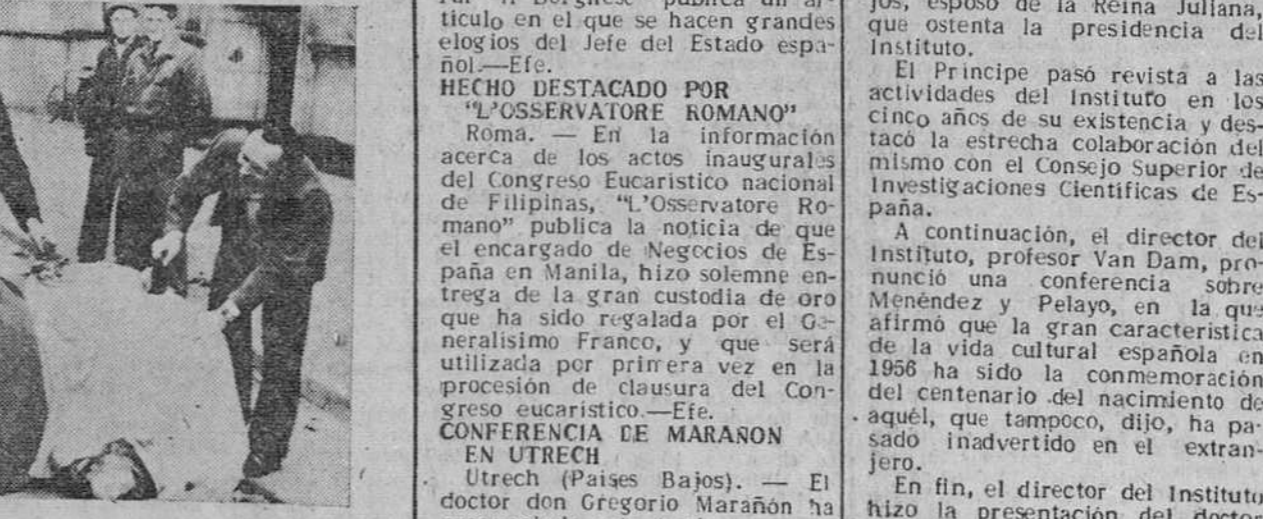 publica un ar-
tículo en el que se hacen grandes
elogios del Jefe del Estado espa-
ñol.—Efe.
HECHO DESTACADO POR
"L'OSSERVATORE ROMANO"
Roma. — En la información
acerca de los actos inaugurales
del Congreso Eucarístico nacional
de Filipinas, "L'Osservatore Ro-
mano" publica la noticia de que
el encargado de Negocios de Es-
paña en Manila, hizo solemne en-
trega de la gran custodia de oro
que ha sido regalada por el Ge-
neralísimo Franco, y que será
utilizada por primera vez en la
procesión de clausura del Con-
greso eucarístico.—Efe.
CONFERENCIA DE MARAÑON
EN UTRECH
Utrech (Países Bajos). — El
doctor don Gregorio Marañón ha
jos, esposo de la Reina Juliana,
que ostenta la presidencia del
Instituto.
El Príncipe pasó revista a las
actividades del Instituto en los
cinco años de su existencia y des-
tacó la estrecha colaboración del
mismo con el Consejo Superior de
Investigaciones Científicas de Es-
paña.
A continuación, el director del
Instituto, profesor Van Dam, pro-
nunció una conferencia sobre
Menéndez y Pelayo, en la que
afirmó que la gran característica
de la vida cultural española en
1956 ha sido la conmemoración
del centenario del nacimiento de
aquél, que tampoco, dijo, ha pa-
sado inadvertido en el extran-
jero.
En fin, el director del Instituto
hizo la presentación del doctor